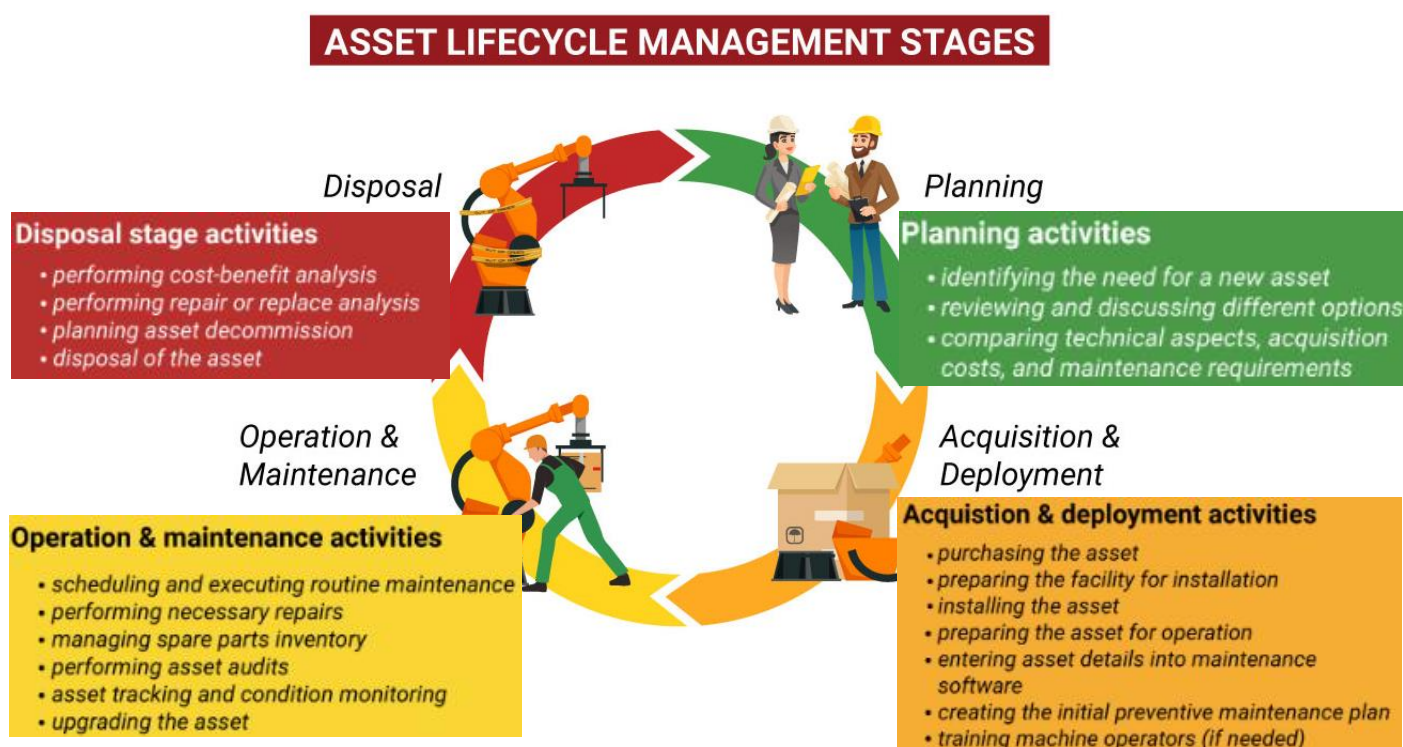 ASSET LIFECYCLE MANAGEMENT STAGES
Disposal
Disposal stage activities
• performing cost-benefit analysis
• performing repair or replace analysis
• planning asset decommission
• disposal of the asset
Planning
Planning activities
• identifying the need for a new asset
• reviewing and discussing different options
• comparing technical aspects, acquisition
costs, and maintenance requirements
Operation &
Maintenance
Operation & maintenance activities
• scheduling and executing routine maintenance
• performing necessary repairs
• managing spare parts inventory
• performing asset audits
• asset tracking and condition monitoring
• upgrading the asset
Acquisition &
Deployment
Acquistion & deployment activities
• purchasing the asset
• preparing the facility for installation
• installing the asset
• preparing the asset for operation
• entering asset details into maintenance
software
• creating the initial preventive maintenance plan
• training machine operators (if needed)